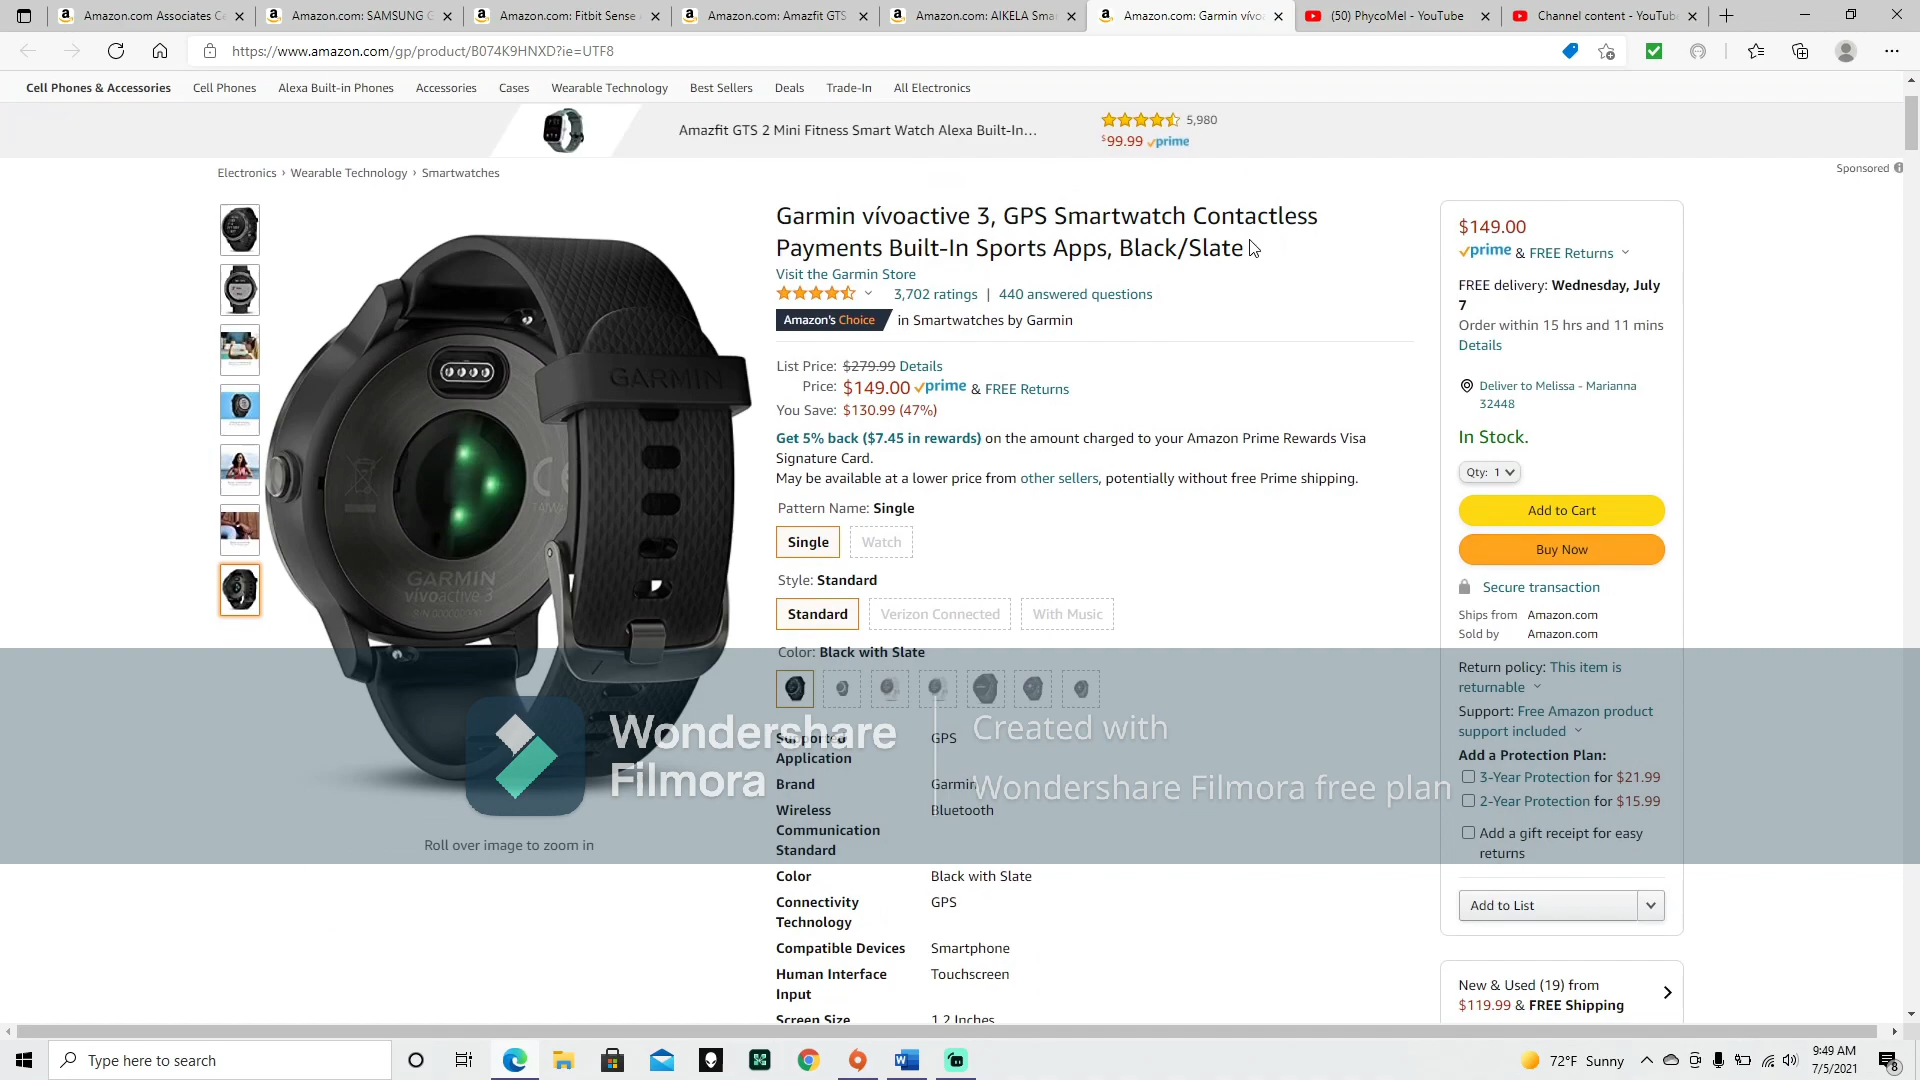 Amazon.com Associates Ce
Amazon.com: SAMSUNG G
Amazon.com: Fitbit Sense
Amazon.com: Amazfit GTS
Amazon.com: AIKELA Sma
Amazon.com: Garmin vívo
(50) PhycoMel - YouTube
Channel content - YouTub
https://www.amazon.com/gp/product/B074K9HNXD?ie=UTF8
Cell Phones & Accessories Cell Phones Alexa Built-in Phones Accessories Cases Wearable Technology Best Sellers Deals Trade-In All Electronics
Amazfit GTS 2 Mini Fitness Smart Watch Alexa Built-In...
5,980
$99.99 prime
Sponsored
Electronics › Wearable Technology › Smartwatches
GARMIN
GARMIN
vívoactive 3
Roll over image to zoom in
Garmin vívoactive 3, GPS Smartwatch Contactless
Payments Built-In Sports Apps, Black/Slate
Visit the Garmin Store
3,702 ratings | 440 answered questions
Amazon's Choice in Smartwatches by Garmin
List Price: $279.99 Details
Price: $149.00 prime & FREE Returns
You Save: $130.99 (47%)
Get 5% back ($7.45 in rewards) on the amount charged to your Amazon Prime Rewards Visa
Signature Card.
May be available at a lower price from other sellers, potentially without free Prime shipping.
Pattern Name: Single
Single Watch
Style: Standard
Standard Verizon Connected With Music
Color: Black with Slate
Supported
Application
GPS
Brand Garmin
Wireless
Communication
Standard
Bluetooth
Color Black with Slate
Connectivity
Technology
GPS
Compatible Devices Smartphone
Human Interface
Input
Touchscreen
Screen Size 1.2 Inches
$149.00
prime & FREE Returns
FREE delivery: Wednesday, July
7
Order within 15 hrs and 11 mins
Details
Deliver to Melissa - Marianna
32448
In Stock.
Qty: 1
Add to Cart
Buy Now
Secure transaction
Ships from Amazon.com
Sold by Amazon.com
Return policy: This item is
returnable
Support: Free Amazon product
support included
Add a Protection Plan:
3-Year Protection for $21.99
2-Year Protection for $15.99
Add a gift receipt for easy
returns
Add to List
New & Used (19) from
$119.99 & FREE Shipping
Wondershare
Filmora
Created with
Wondershare Filmora free plan
Type here to search
72°F Sunny
9:49 AM
7/5/2021
8